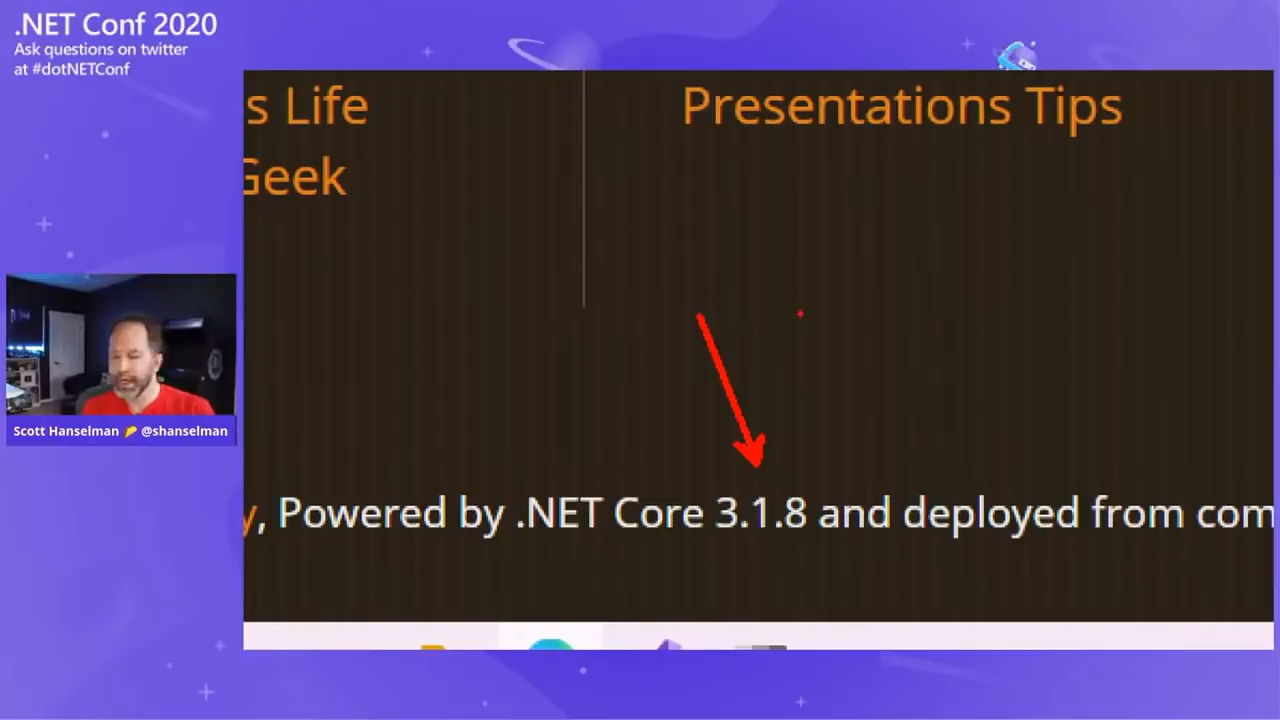 .NET Conf 2020
Ask questions on twitter
at #dotNETConf
s Life
Presentations Tips
Geek
Scott Hanselman 🌮 @shanselman
y, Powered by .NET Core 3.1.8 and deployed from com